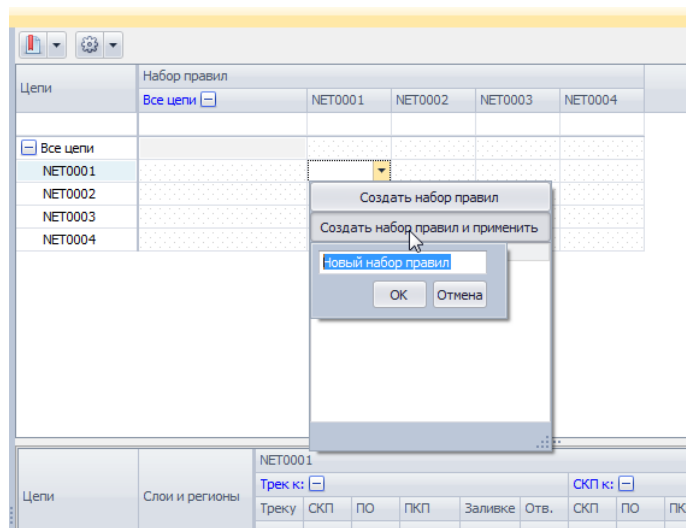 Цепи
Набор правил
Все цепи
NET0001
NET0002
NET0003
NET0004
Все цепи
NET0001
NET0002
NET0003
NET0004
Создать набор правил
Создать набор правил и применить
Новый набор правил
OK
Отмена
Цепи
Слои и регионы
NET0001
Трек к:
СКП к:
Треку
СКП
ПО
ПКП
Заливке
Отв.
СКП
ПО